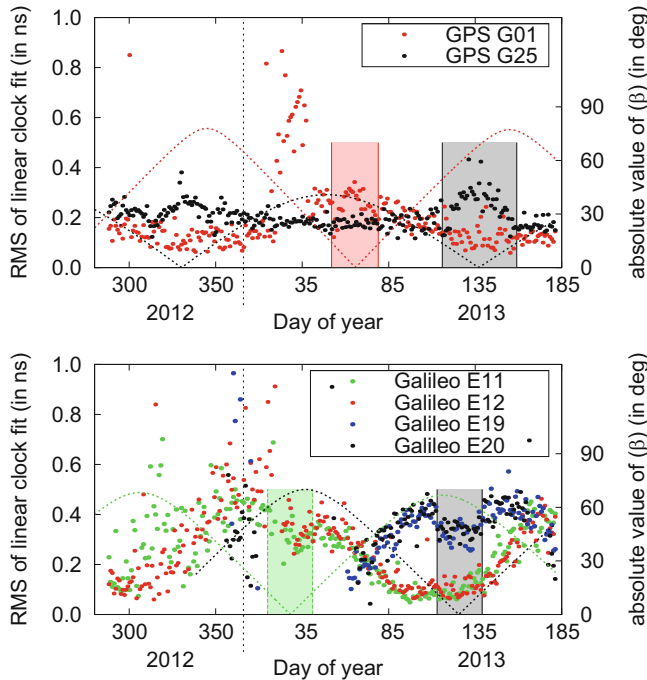 RMS of linear clock fit (in ns)
1.0
0.8
0.6
0.4
0.2
0.0
GPS G01
GPS G25
90
60
30
0
absolute value of (β) (in deg)
300 350 35 85 135 185
2012 Day of year 2013
RMS of linear clock fit (in ns)
1.0
0.8
0.6
0.4
0.2
0.0
Galileo E11
Galileo E12
Galileo E19
Galileo E20
90
60
30
0
absolute value of (β) (in deg)
300 350 35 85 135 185
2012 Day of year 2013